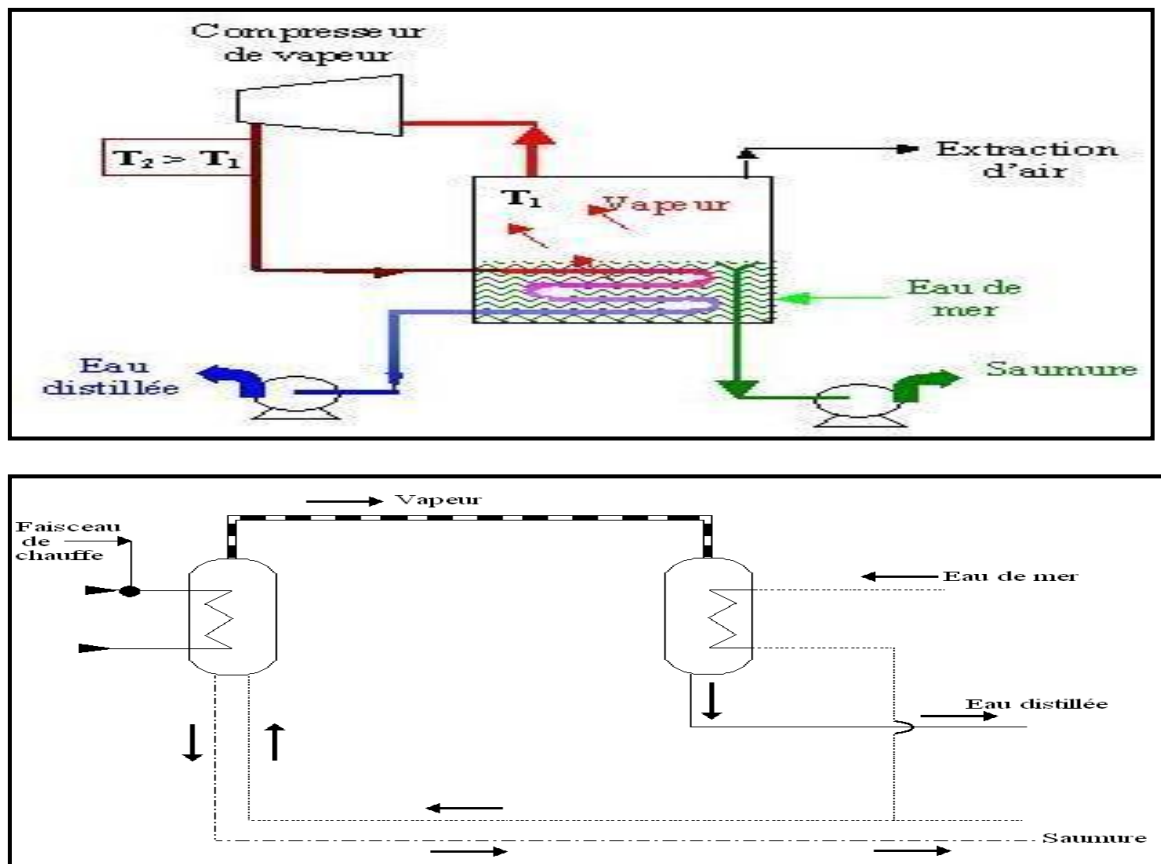 Compresseur
de vapeur
T₂ > T₁
Extraction
d'air
T₁
Vapeur
Eau de
mer
Eau
distillée
Saumure
Vapeur
Faisceau
de
chauffe
Eau de mer
Eau distillée
Saumure